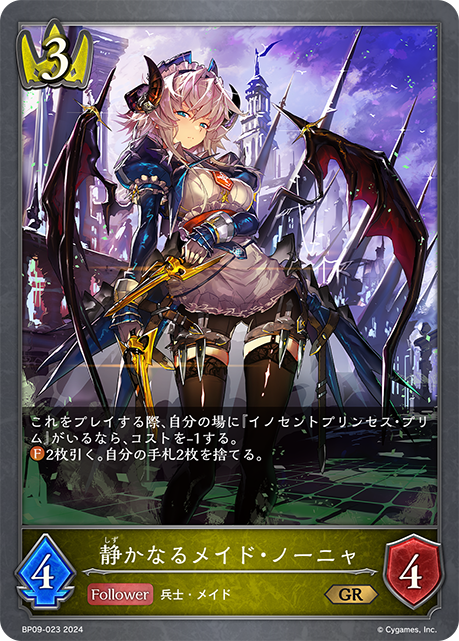 3
これをプレイする際、自分の場に『イノセントプリンセス・プリ
ム』がいるなら、コストを-1する。
F 2枚引く。自分の手札2枚を捨てる。
しず
静かなるメイド・ノーニャ
4
Follower 兵士・メイド GR
4
BP09-023 2024
© Cygames, Inc.